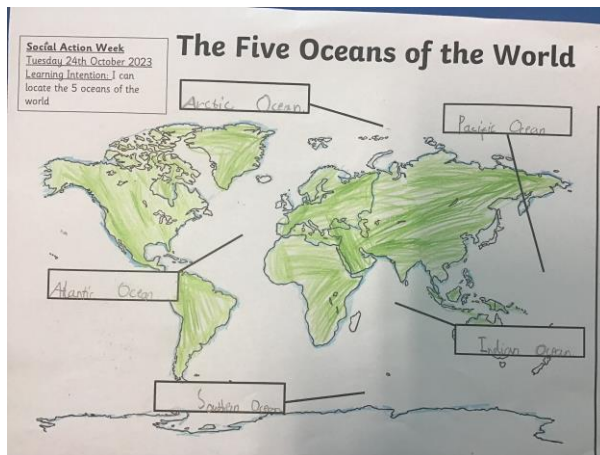 The Five Oceans of the World
Social Action Week
Tuesday 24th October 2023
Learning Intention: I can
locate the 5 oceans of the
world
Arctic Ocean
Pacific Ocean
Atlantic Ocean
Indian Ocean
Southern Ocean